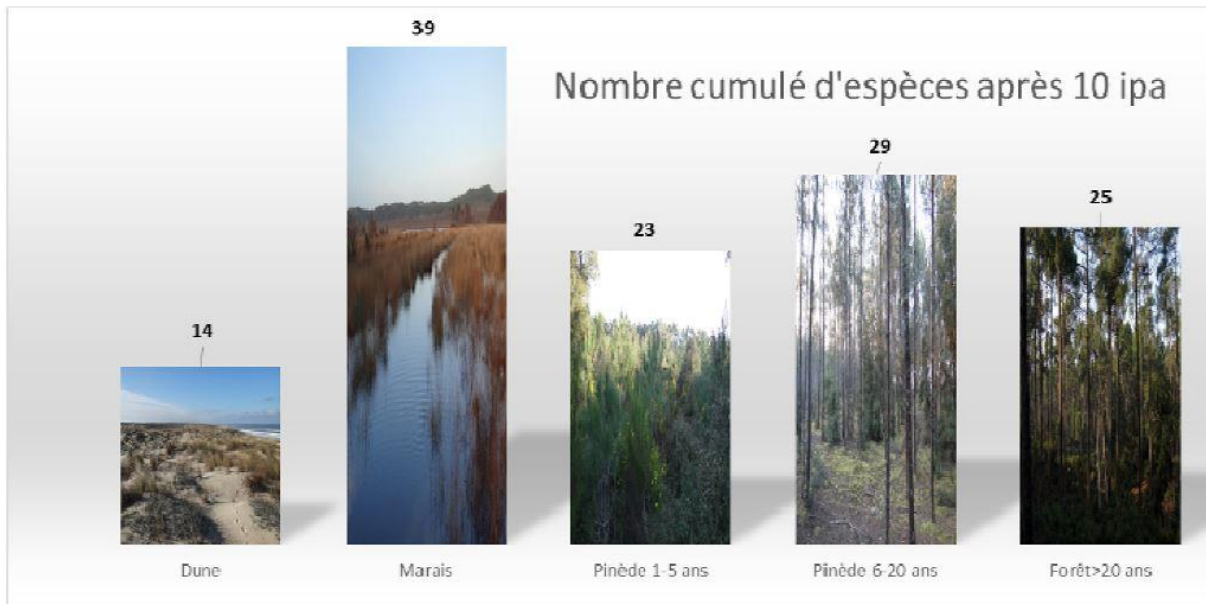 39
Nombre cumulé d'espèces après 10 ipa
29
25
23
14
Dune
Marais
Pinède 1-5 ans
Pinède 6-20 ans
Forêt>20 ans